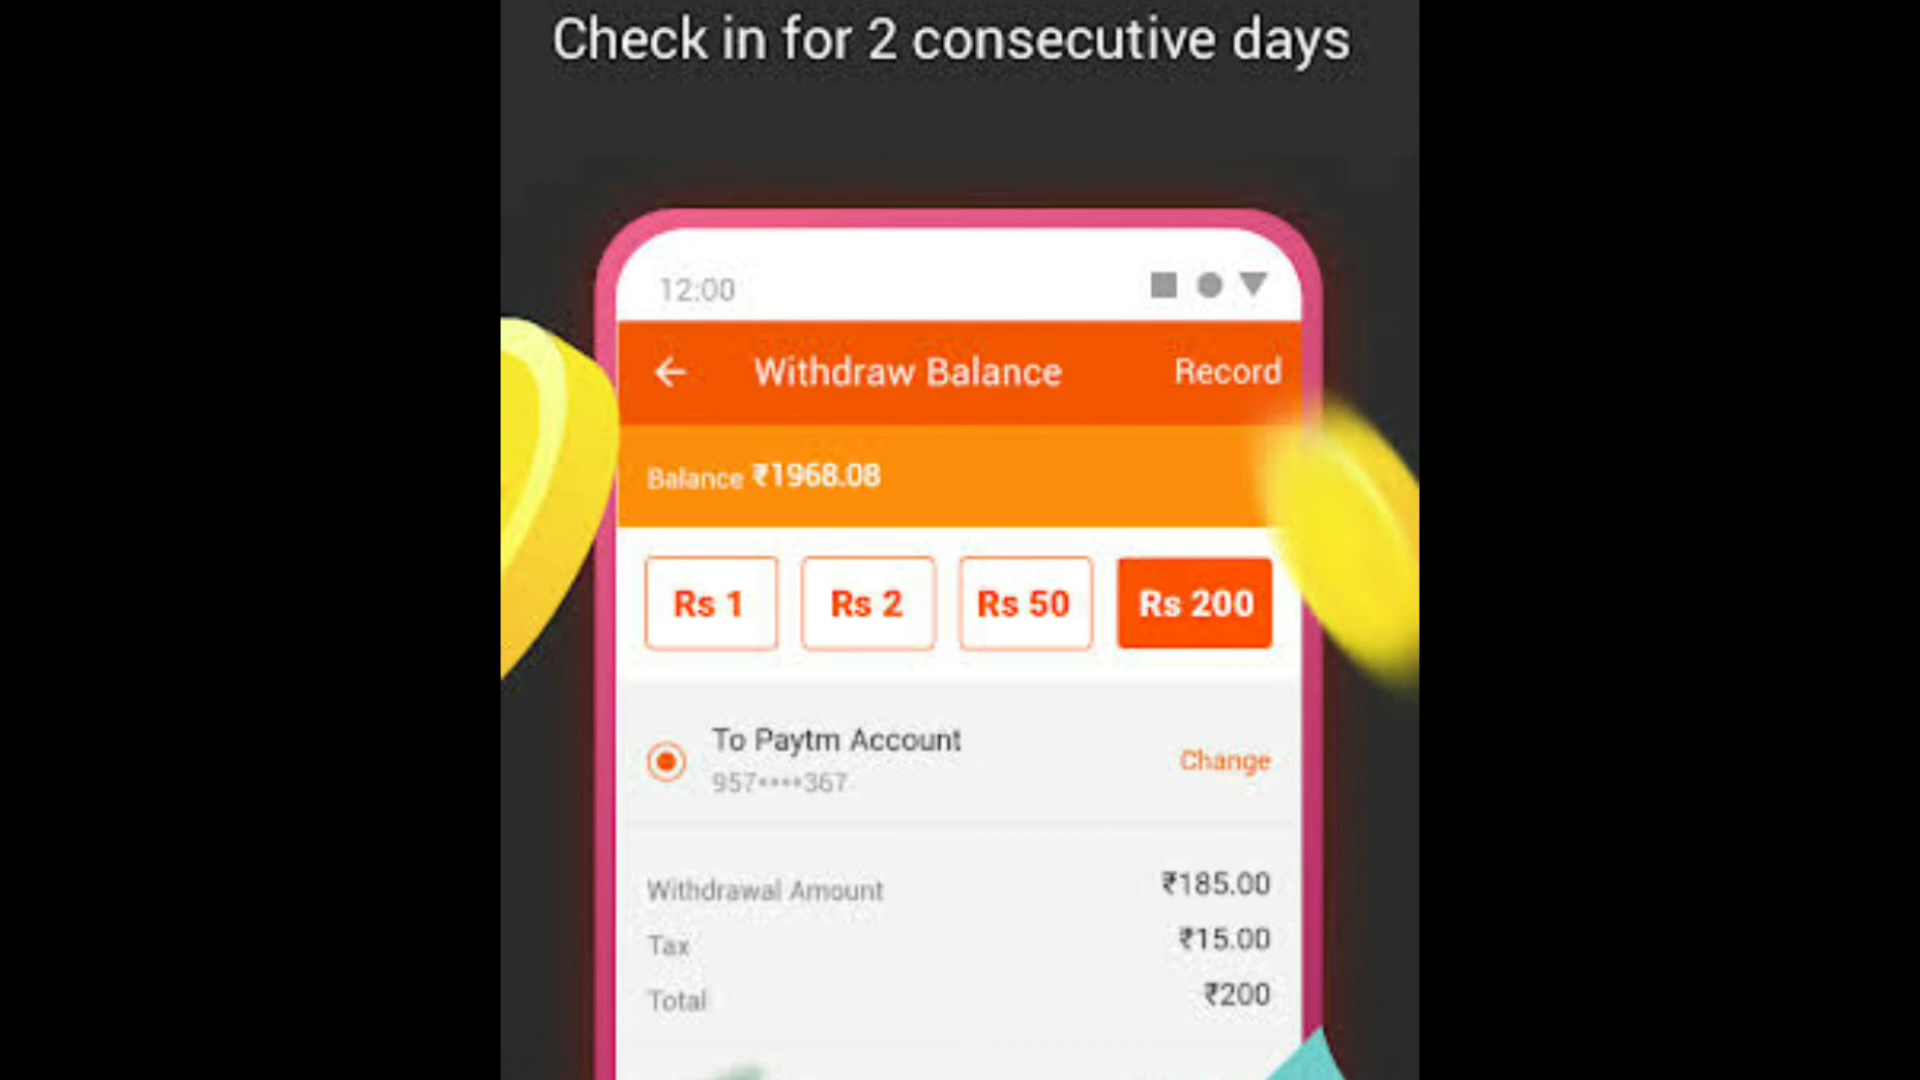 Check in for 2 consecutive days
12:00
Withdraw Balance Record
Balance ₹1968.08
Rs 1 Rs 2 Rs 50 Rs 200
To Paytm Account
957••••367 Change
Withdrawal Amount ₹185.00
Tax ₹15.00
Total ₹200